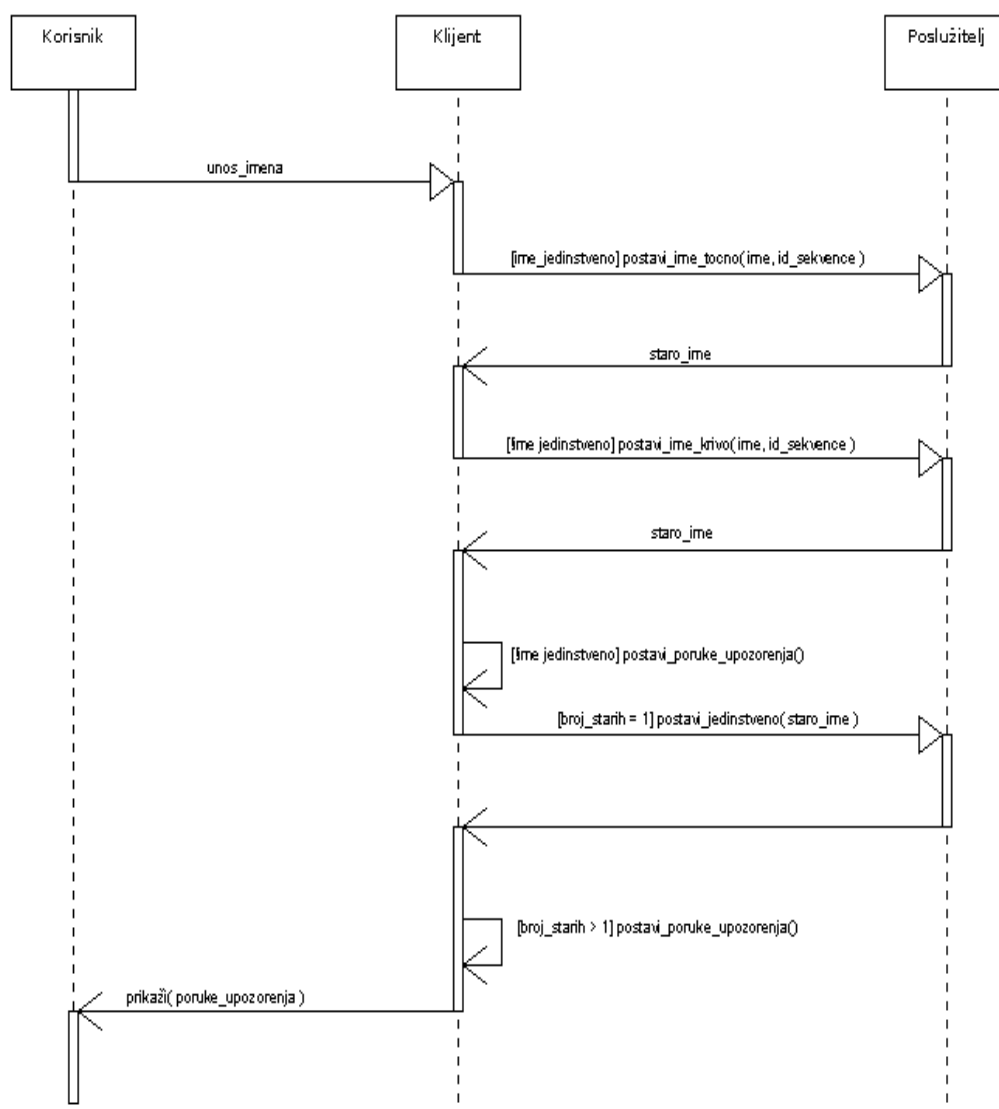 Korisnik
Klijent
Poslužitelj
unos_imena
[ime_jedinstveno] postavi_ime_tocno( ime, id_sekvence )
staro_ime
[!ime jedinstveno] postavi_ime_krivo( ime, id_sekvence )
staro_ime
[!ime jedinstveno] postavi_poruke_upozorenja()
[broj_starih = 1] postavi_jedinstveno( staro_ime )
[broj_starih > 1] postavi_poruke_upozorenja()
prikaži( poruke_upozorenja )